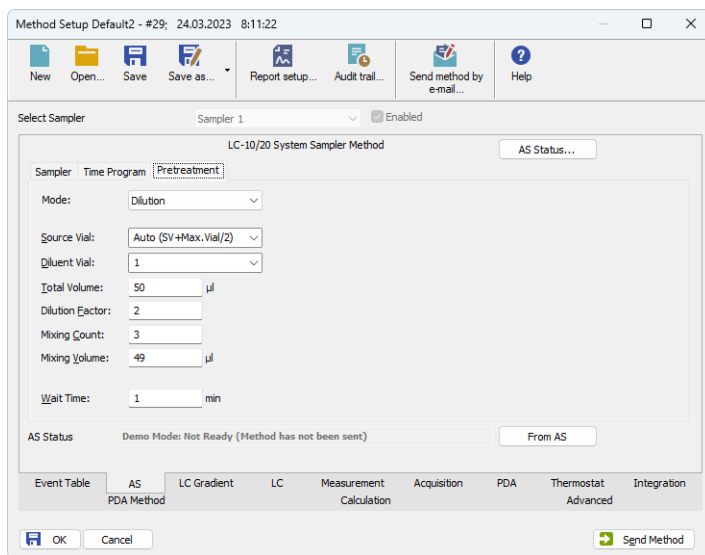 Method Setup Default2 - #29; 24.03.2023 8:11:22
New Open... Save Save as... Report setup... Audit trail... Send method by e-mail... Help
Select Sampler Sampler 1 Enabled
LC-10/20 System Sampler Method AS Status...
Sampler Time Program Pretreatment
Mode: Dilution
Source Vial: Auto (SV+Max.Vial/2)
Diluent Vial: 1
Total Volume: 50 µl
Dilution Factor: 2
Mixing Count: 3
Mixing Volume: 49 µl
Wait Time: 1 min
AS Status Demo Mode: Not Ready (Method has not been sent) From AS
Event Table AS LC Gradient LC Measurement Acquisition PDA Thermostat Integration
PDA Method Calculation Advanced
OK Cancel Send Method